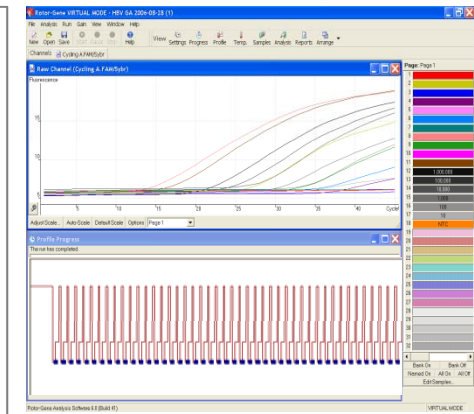 Rotor-Gene VIRTUAL MODE - HBV GA 2006-08-28 (1)
File Analysis Run Gain View Window Help
New Open Save Start Pause Stop Help View Settings Progress Profile Temp. Samples Analysis Reports Arrange
Channels Cycling A.FAM/Sybr
Raw Channel (Cycling A.FAM/Sybr)
Fluorescence
15
10
5
5 10 15 20 25 30 35 40 Cycle
Adjust Scale... Auto Scale Default Scale Options Page 1
Profile Progress
The run has completed.
Page: Page 1
1
2
3
4
5
6
7
8
9
10
11
12 1,000,000
13 100,000
14 10,000
15 1,000
16 100
17 10
18 NTC
19
20
21
22
23
24
25
26
27
28
29
30
31
32
Bank On Bank Off
Named On All On All Off
Edit Samples...
Rotor-Gene Analysis Software 6.0 (Build 41)
VIRTUAL MODE